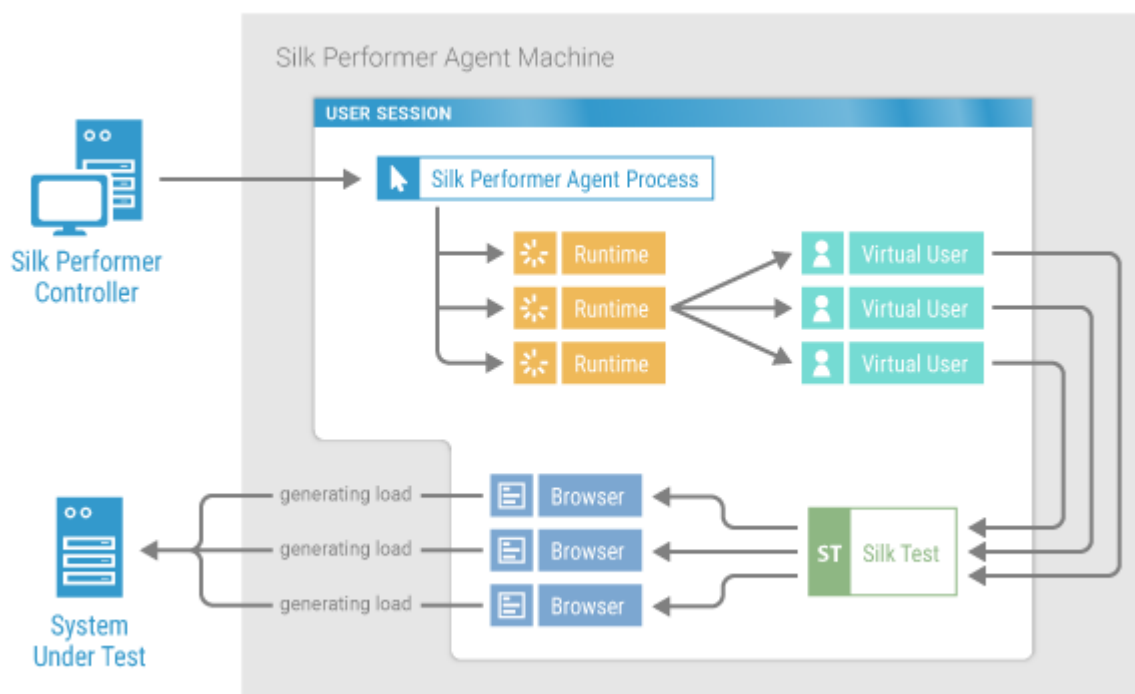 Silk Performer Agent Machine
USER SESSION
Silk Performer Agent Process
Silk Performer
Controller
Runtime
Virtual User
Runtime
Virtual User
Runtime
Virtual User
generating load
Browser
generating load
Browser
ST
Silk Test
generating load
Browser
System
Under Test